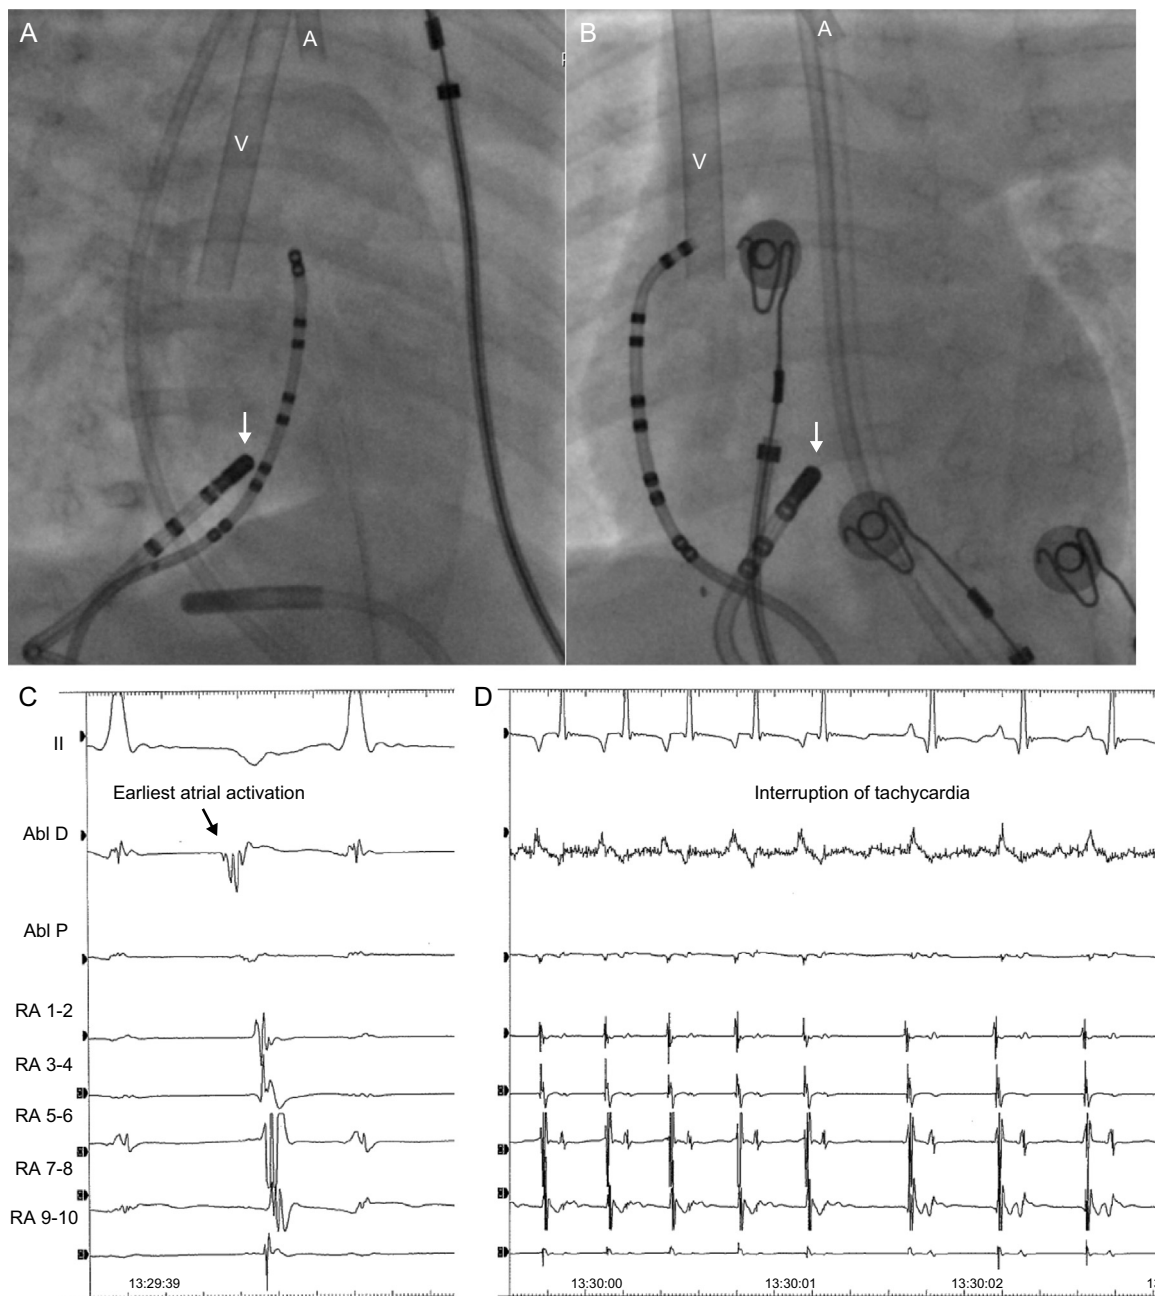 A
A
V
B
A
V
C
II
Earliest atrial activation
Abl D
Abl P
RA 1-2
RA 3-4
RA 5-6
RA 7-8
RA 9-10
13:29:39
D
Interruption of tachycardia
13:30:00
13:30:01
13:30:02